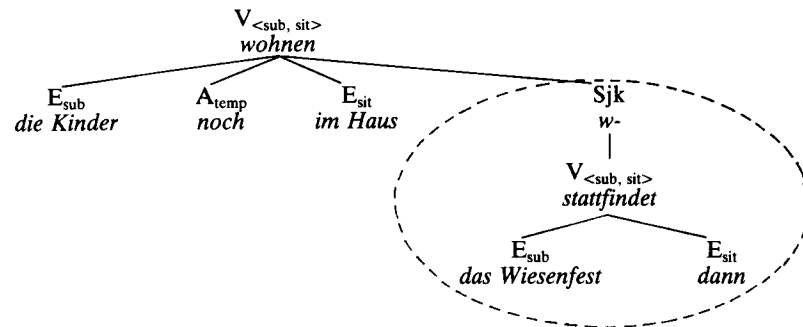 V<sub, sit>
wohnen
E_sub A_temp E_sit Sjk
die Kinder noch im Haus w-
V<sub, sit>
stattfindet
E_sub E_sit
das Wiesenfest dann